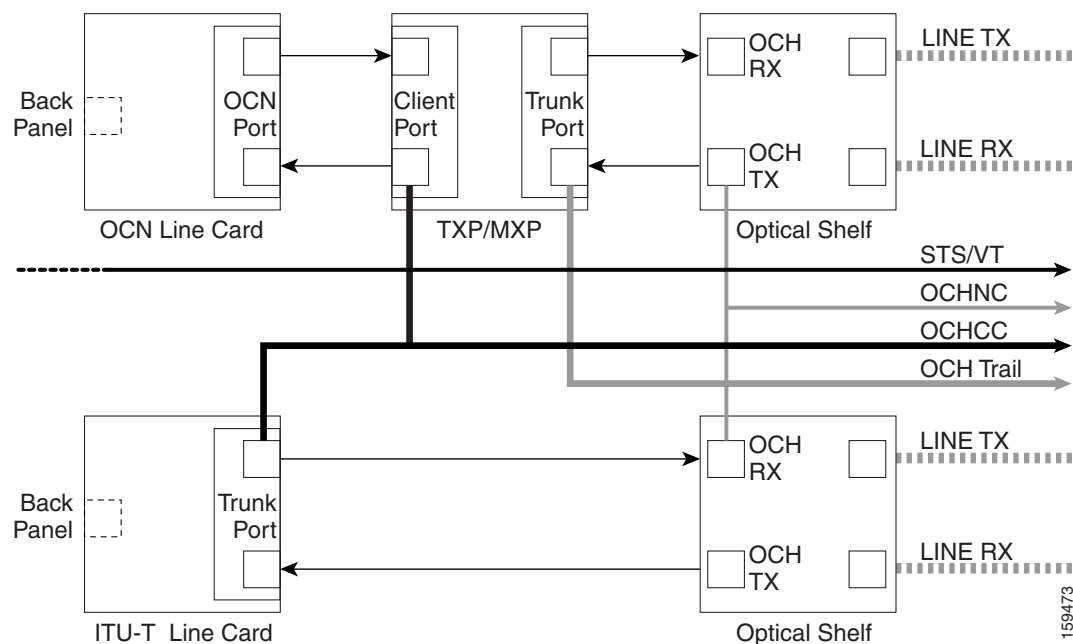 LINE TX
OCH
RX
Back
Panel
OCN
Port
Client
Port
Trunk
Port
OCH
TX
LINE RX
OCN Line Card
TXP/MXP
Optical Shelf
STS/VT
OCHNC
OCHCC
OCH Trail
LINE TX
OCH
RX
Back
Panel
Trunk
Port
OCH
TX
LINE RX
ITU-T Line Card
Optical Shelf
159473